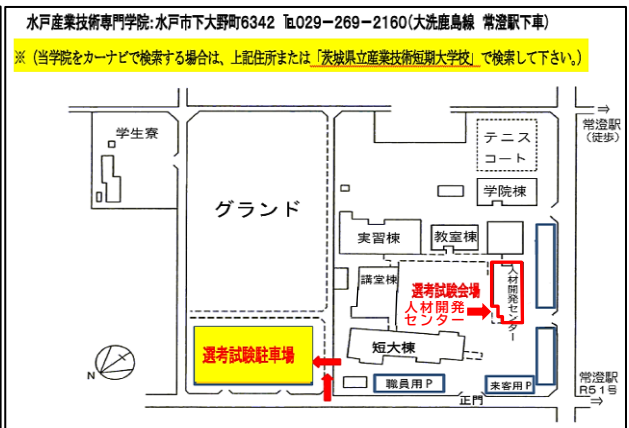 水戸産業技術専門学院:水戸市下大野町6342 ℡029-269-2160(大洗鹿島線 常澄駅下車)
※（当学院をカーナビで検索する場合は、上記住所または「茨城県立産業技術短期大学校」で検索して下さい。）
⇒
常澄駅
（徒歩）
学生寮
テニス
コート
学院棟
グランド
実習棟
教室棟
講堂棟
人材開発センター
選考試験会場
人材開発
センター
短大棟
選考試験駐車場
N
職員用P
来客用P
正門
常澄駅
R51号
⇒